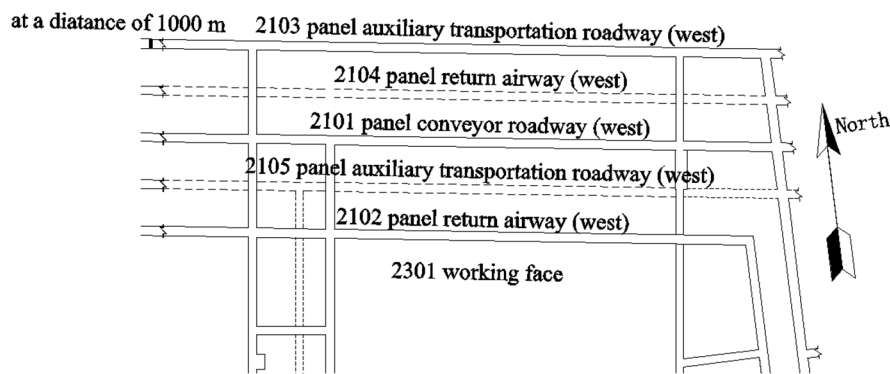 at a diatance of 1000 m
2103 panel auxiliary transportation roadway (west)
2104 panel return airway (west)
2101 panel conveyor roadway (west)
North
2105 panel auxiliary transportation roadway (west)
2102 panel return airway (west)
2301 working face